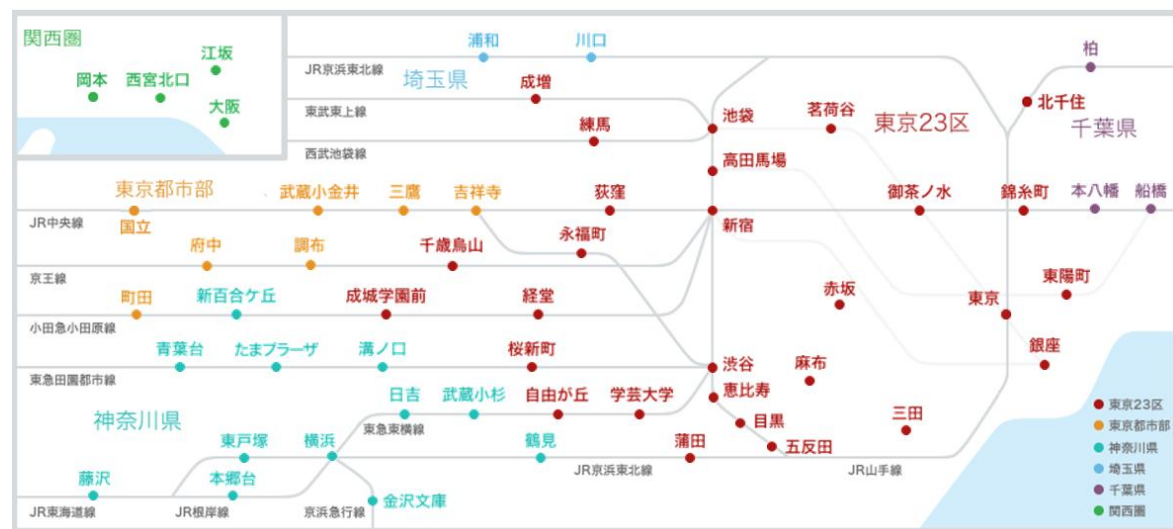 関西圏
江坂
岡本
西宮北口
大阪
浦和
川口
柏
JR京浜東北線
埼玉県
成増
北千住
東武東上線
池袋
茗荷谷
東京23区
千葉県
練馬
西武池袋線
高田馬場
東京都市部
武蔵小金井
三鷹
吉祥寺
荻窪
御茶ノ水
錦糸町
本八幡
船橋
JR中央線
国立
新宿
永福町
府中
調布
千歳烏山
京王線
東陽町
赤坂
東京
町田
新百合ケ丘
成城学園前
経堂
小田急小田原線
銀座
青葉台
たまプラーザ
溝ノ口
桜新町
渋谷
麻布
東急田園都市線
恵比寿
日吉
武蔵小杉
自由が丘
学芸大学
神奈川県
東急東横線
目黒
三田
東戸塚
横浜
鶴見
蒲田
五反田
JR京浜東北線
JR山手線
藤沢
本郷台
金沢文庫
JR東海道線
JR根岸線
京浜急行線
東京23区
東京都市部
神奈川県
埼玉県
千葉県
関西圏